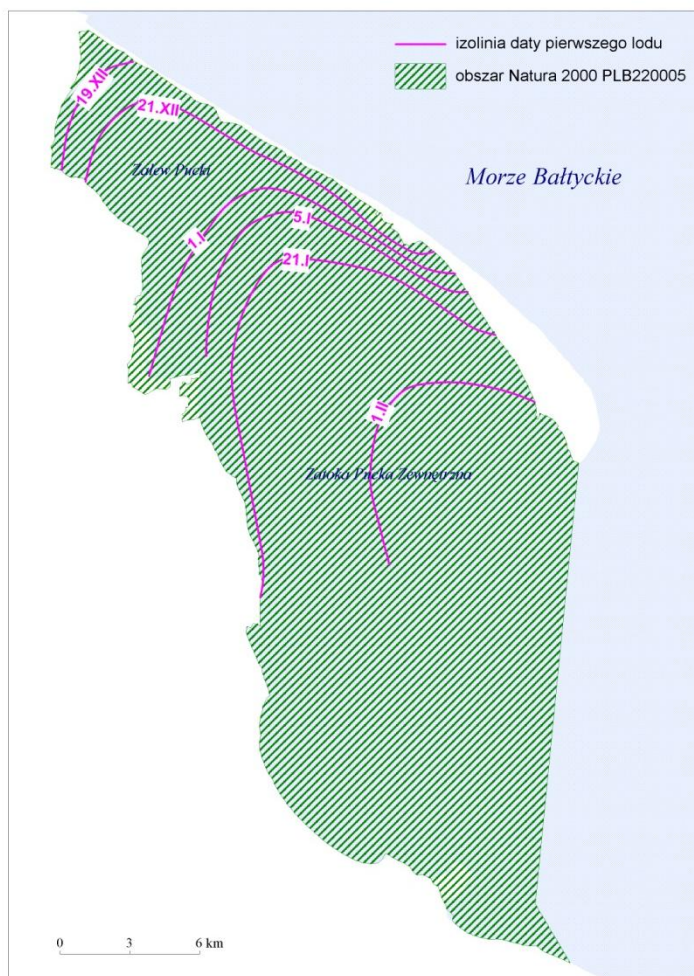 izolinia daty pierwszego lodu
obszar Natura 2000 PLB220005
19.XII
21.XII
Zalew Pucki
Morze Bałtyckie
1.I
5.I
21.I
1.II
Zatoka Pucka Zewnętrzna
0 3 6 km